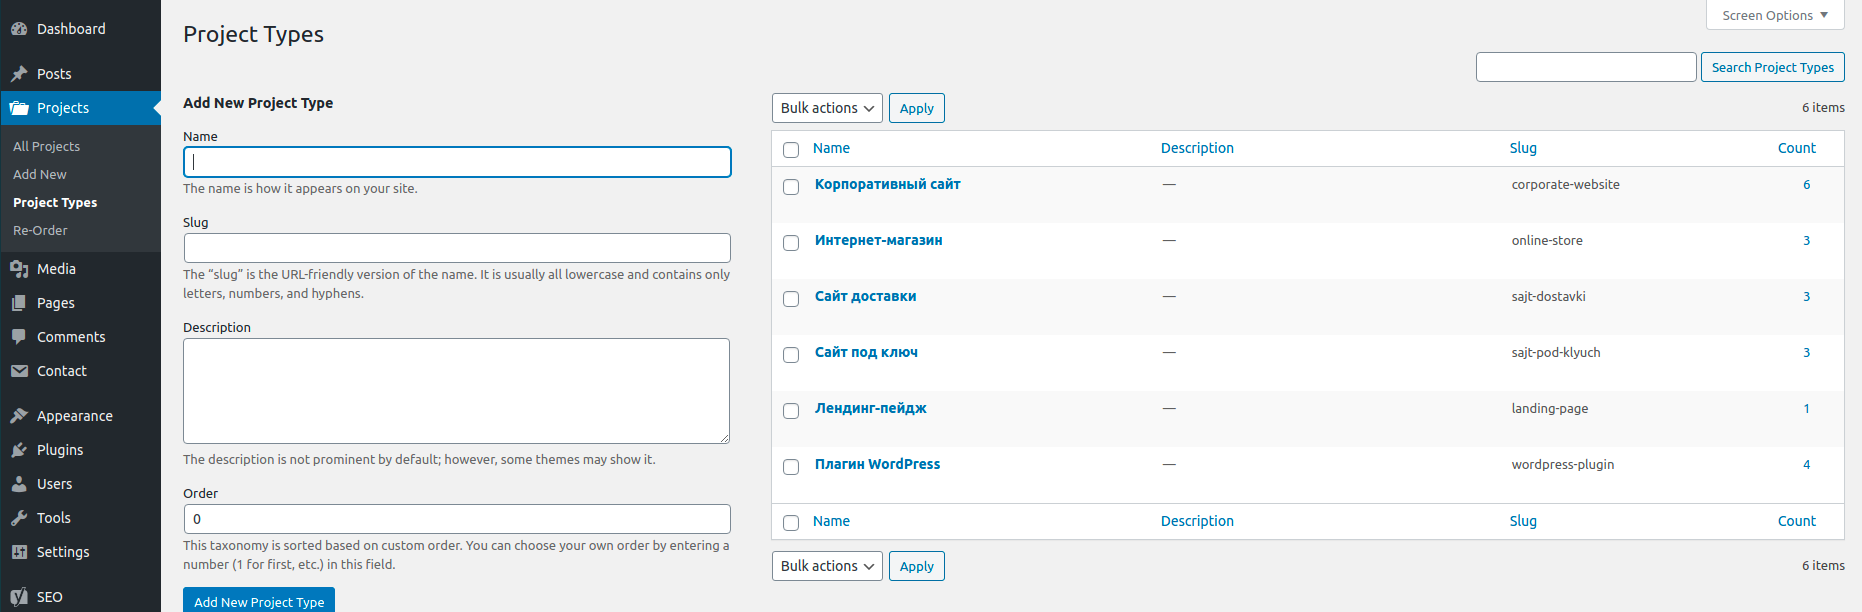 Dashboard
Posts
Projects
All Projects
Add New
Project Types
Re-Order
Media
Pages
Comments
Contact
Appearance
Plugins
Users
Tools
Settings
SEO
Screen Options
Project Types
Search Project Types
Add New Project Type
Name
The name is how it appears on your site.
Slug
The “slug” is the URL-friendly version of the name. It is usually all lowercase and contains only
letters, numbers, and hyphens.
Description
The description is not prominent by default; however, some themes may show it.
Order
0
This taxonomy is sorted based on custom order. You can choose your own order by entering a
number (1 for first, etc.) in this field.
Add New Project Type
Bulk actions Apply 6 items
Name Description Slug Count
Корпоративный сайт — corporate-website 6
Интернет-магазин — online-store 3
Сайт доставки — sajt-dostavki 3
Сайт под ключ — sajt-pod-klyuch 3
Лендинг-пейдж — landing-page 1
Плагин WordPress — wordpress-plugin 4
Name Description Slug Count
Bulk actions Apply 6 items